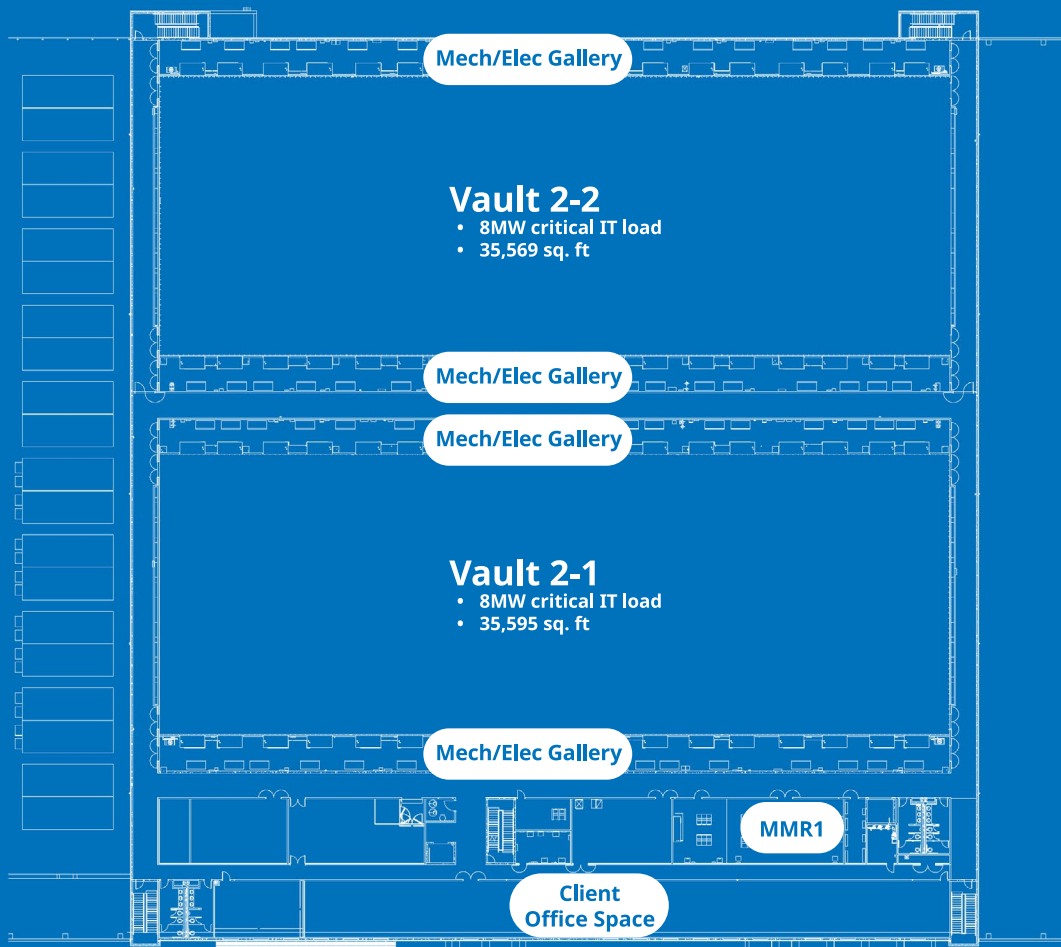 Mech/Elec Gallery
Vault 2-2
• 8MW critical IT load
• 35,569 sq. ft
Mech/Elec Gallery
Mech/Elec Gallery
Vault 2-1
• 8MW critical IT load
• 35,595 sq. ft
Mech/Elec Gallery
MMR1
Client
Office Space